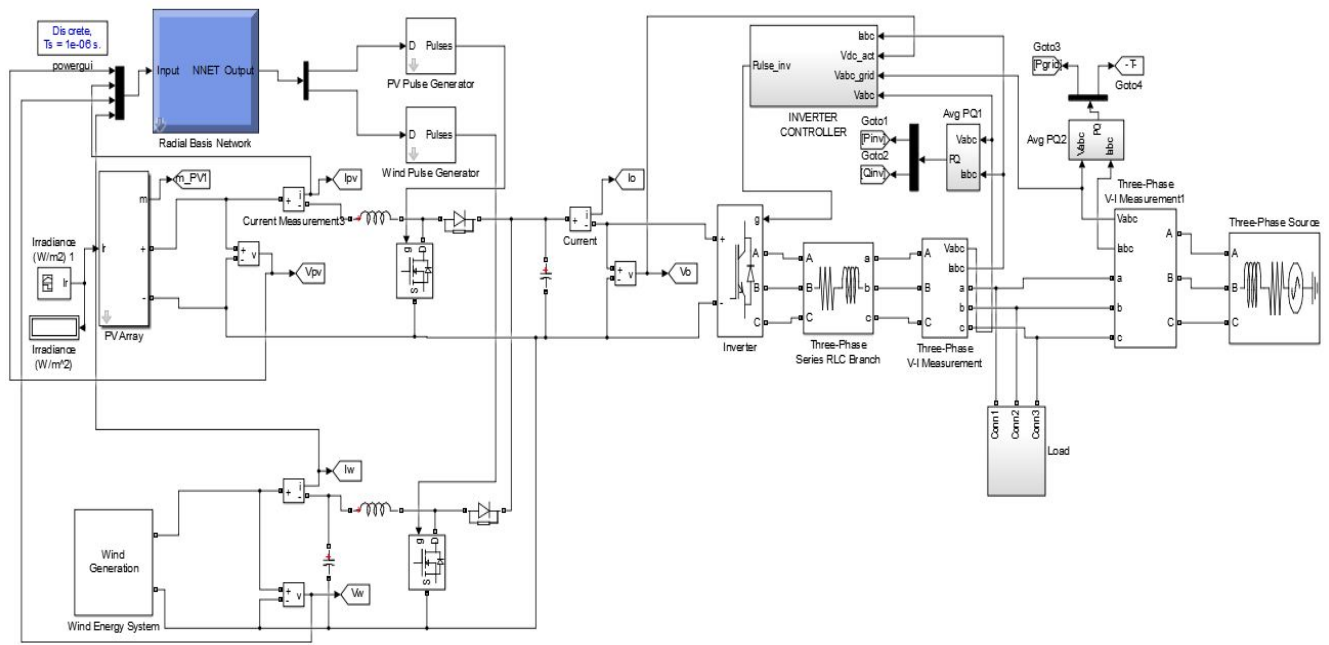 Discrete,
Ts = 1e-06 s.
powergui
Input
NNET Output
Radial Basis Network
D
Pulses
PV Pulse Generator
D
Pulses
Wind Pulse Generator
Pulse_inv
Iabc
Vdc_act
Vabc_grid
Vabc
INVERTER
CONTROLLER
Goto3
[Pgrid]
-T-
Goto4
Avg PQ1
Goto1
[Pinv]
Goto2
[Qinv]
Vabc
PQ
Iabc
Avg PQ2
PQ
Vabc
Iabc
Three-Phase
V-I Measurement1
Three-Phase Source
m_PV1
m
Ipv
i
+
-
Current Measurement3
Io
i
+
-
Current
Irradiance
(W/m2) 1
Ir
Ir
+
-
PV Array
Irradiance
(W/m^2)
+
-
v
Vpv
g
D
S
+
-
v
Vo
g
+
-
A
B
C
Inverter
A
B
C
a
b
c
Three-Phase
Series RLC Branch
A
B
C
Vabc
Iabc
a
b
c
Three-Phase
V-I Measurement
Vabc
Iabc
a
b
c
A
B
C
A
B
C
Conn1
Conn2
Conn3
Load
Iw
i
+
-
Wind
Generation
Wind Energy System
+
-
v
Vw
g
D
S